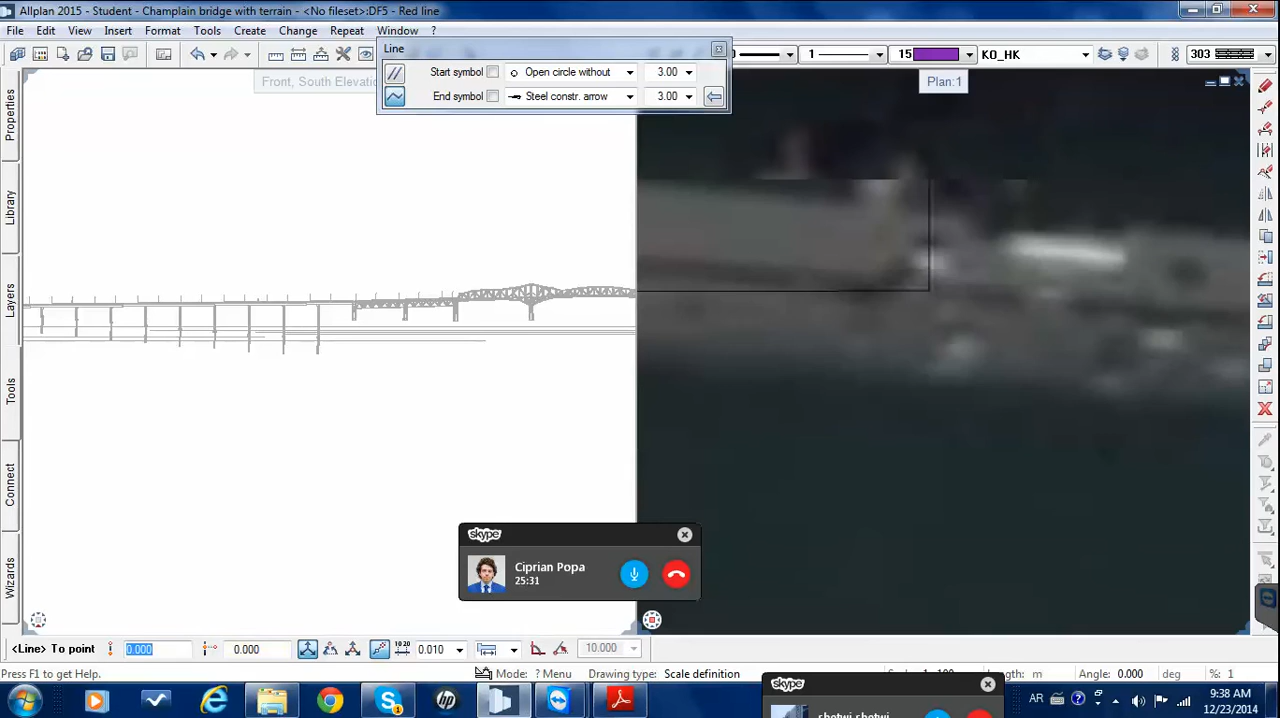 Allplan 2015 - Student - Champlain bridge with terrain - <No fileset>:DF5 - Red line
File Edit View Insert Format Tools Create Change Repeat Window ?
Line
Start symbol Open circle without 3.00
End symbol Steel constr. arrow 3.00
1 15 KO_HK 303
Front, South Elevatio
Plan:1
Properties
Library
Layers
Tools
Connect
Wizards
skype
Ciprian Popa
25:31
<Line> To point 0.000 0.000 0.010 10.000
Press F1 to Get Help. Mode: ? Menu Drawing type: Scale definition Angle: 0.000 deg %: 1
skype
AR 9:38 AM
12/23/2014